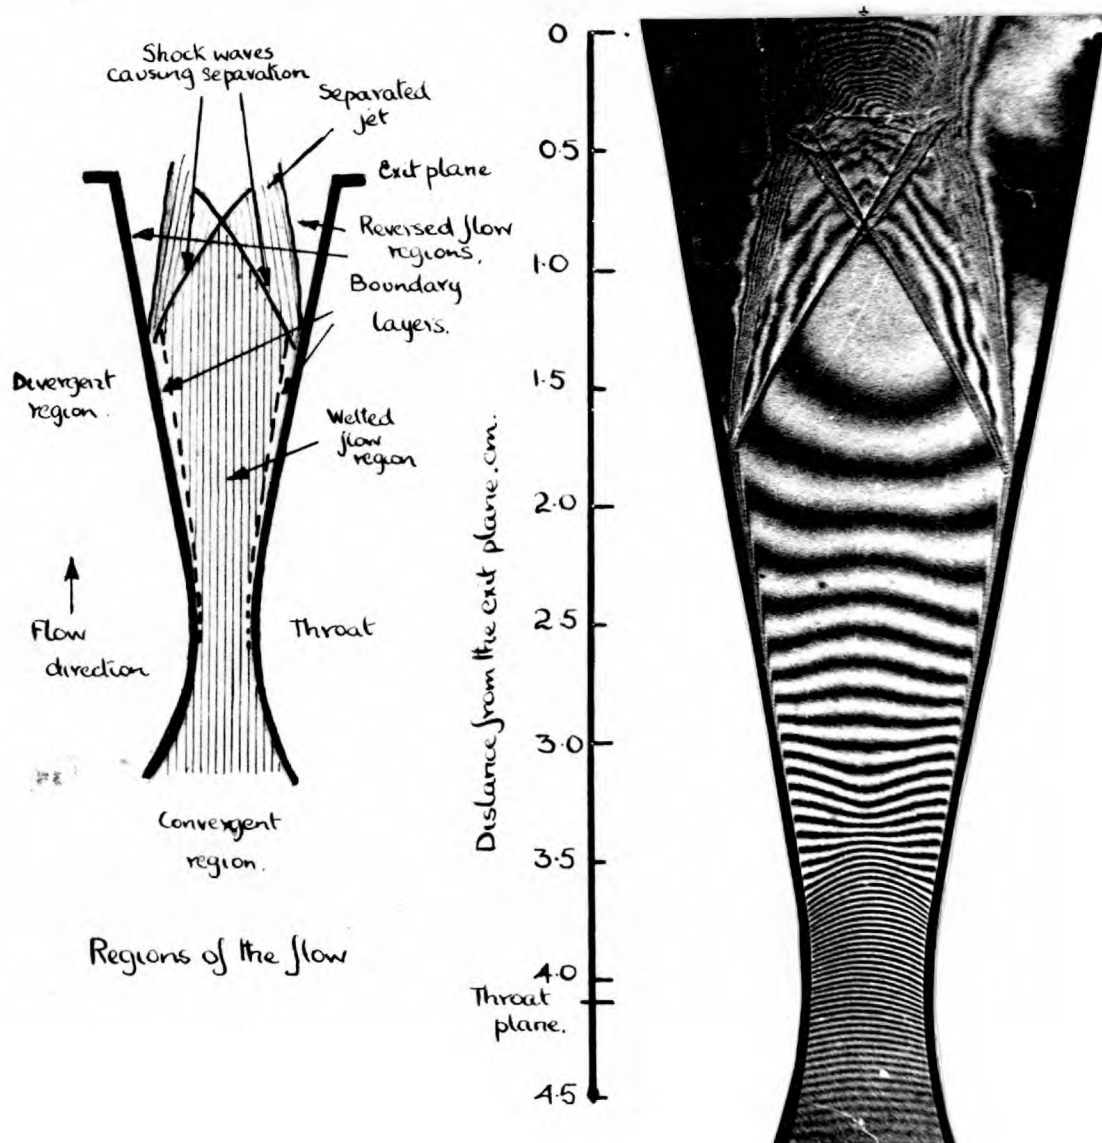 Shock waves
causing separation
Separated
jet
Exit plane
Reversed flow
regions.
Boundary
layers.
Divergent
region.
Wetted
flow
region
Flow
direction
Throat
Convergent
region.
Regions of the flow
Distance from the exit plane. cm.
0
0.5
1.0
1.5
2.0
2.5
3.0
3.5
4.0
Throat
plane.
4.5